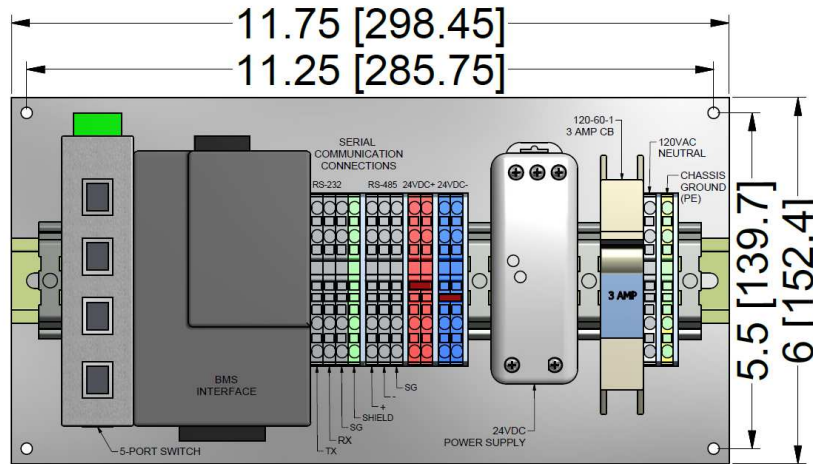 11.75 [298.45]
11.25 [285.75]
SERIAL
COMMUNICATION
CONNECTIONS
RS-232
RS-485
24VDC+
24VDC-
120-60-1
3 AMP CB
120VAC
NEUTRAL
CHASSIS
GROUND
(PE)
3 AMP
5.5 [139.7]
6 [152.4]
BMS
INTERFACE
5-PORT SWITCH
TX
RX
SG
SHIELD
+
-
SG
24VDC
POWER SUPPLY